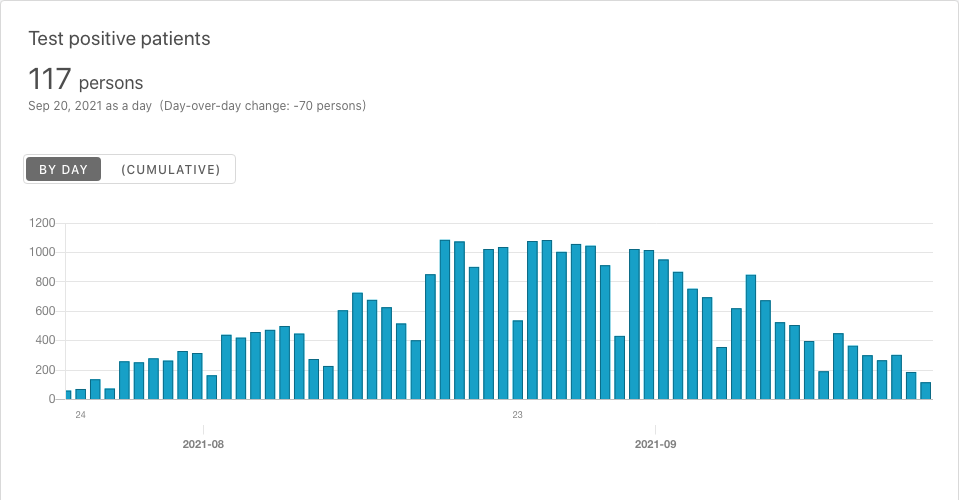 Test positive patients
117 persons
Sep 20, 2021 as a day (Day-over-day change: -70 persons)
BY DAY (CUMULATIVE)
1200
1000
800
600
400
200
0
24 23
2021-08 2021-09